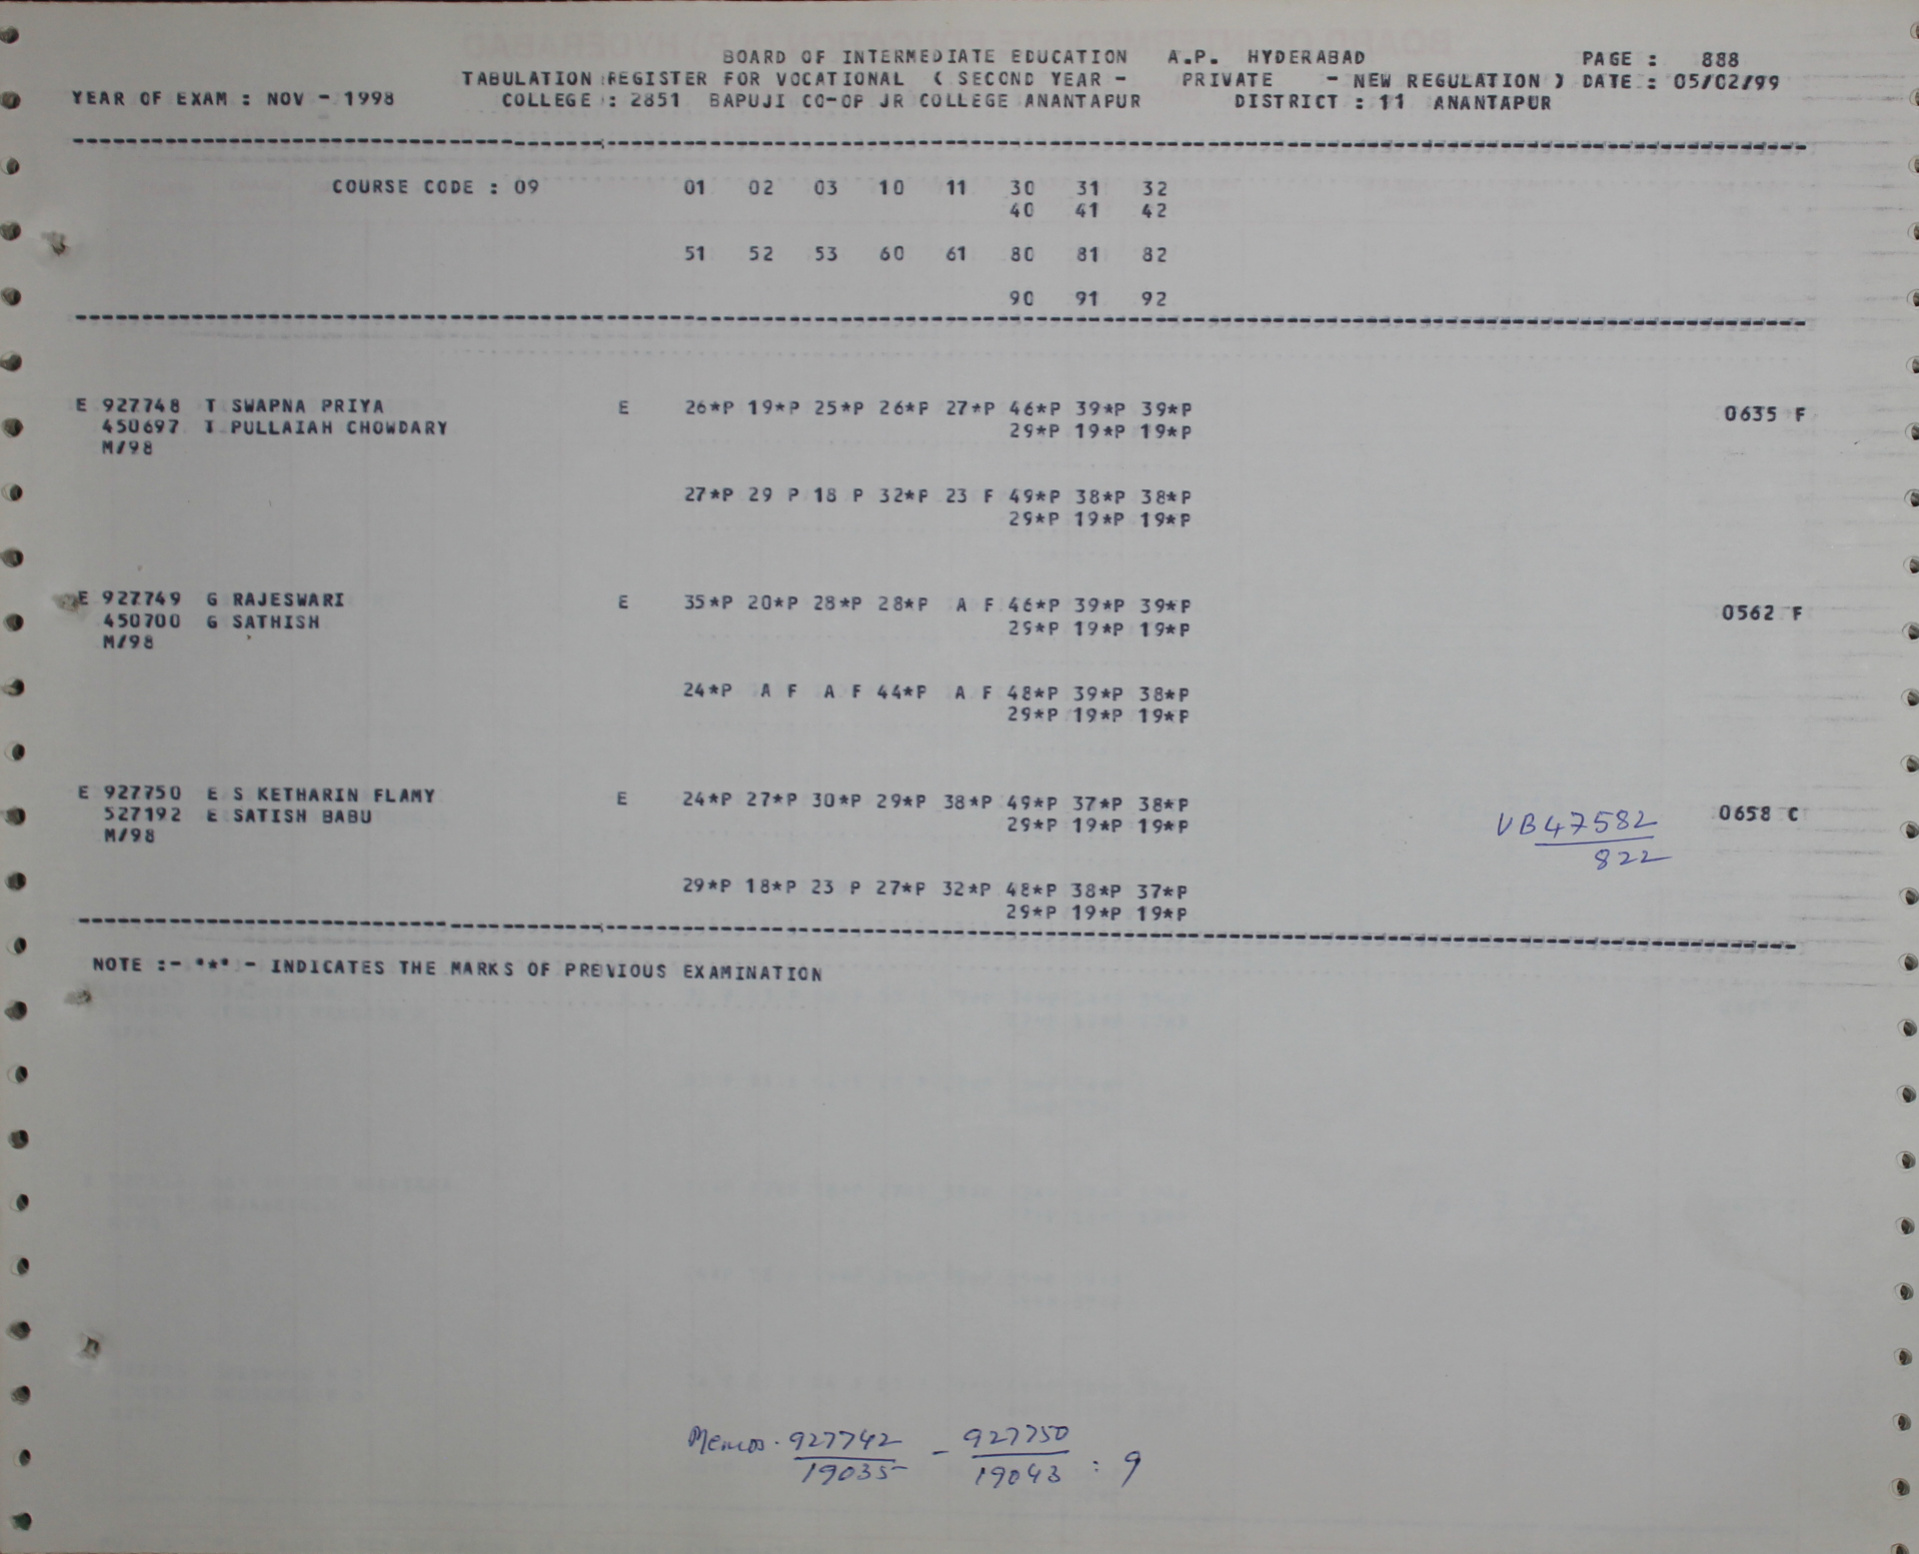 BOARD OF INTERMEDIATE EDUCATION A.P. HYDERABAD PAGE : 888
TABULATION REGISTER FOR VOCATIONAL ( SECOND YEAR - PRIVATE - NEW REGULATION ) DATE : 05/02/99
YEAR OF EXAM : NOV - 1998 COLLEGE : 2851 BAPUJI CO-OP JR COLLEGE ANANTAPUR DISTRICT : 11 ANANTAPUR
COURSE CODE : 09 01 02 03 10 11 30 31 32
40 41 42
51 52 53 60 61 80 81 82
90 91 92
E 927748 T SWAPNA PRIYA E 26*P 19*P 25*P 26*P 27*P 46*P 39*P 39*P 0635 F
450697 T PULLAIAH CHOWDARY 29*P 19*P 19*P
M/98
27*P 29 P 18 P 32*P 23 F 49*P 38*P 38*P
29*P 19*P 19*P
E 927749 G RAJESWARI E 35*P 20*P 28*P 28*P A F 46*P 39*P 39*P 0562 F
450700 G SATHISH 29*P 19*P 19*P
M/98
24*P A F A F 44*P A F 48*P 39*P 38*P
29*P 19*P 19*P
E 927750 E S KETHARIN FLAMY E 24*P 27*P 30*P 29*P 38*P 49*P 37*P 38*P 0658 C
527192 E SATISH BABU 29*P 19*P 19*P VB47582
M/98 822
29*P 18*P 23 P 27*P 32*P 48*P 38*P 37*P
29*P 19*P 19*P
NOTE :- "*" - INDICATES THE MARKS OF PREVIOUS EXAMINATION
Memos. 927742 - 927750 : 9
19035 19043